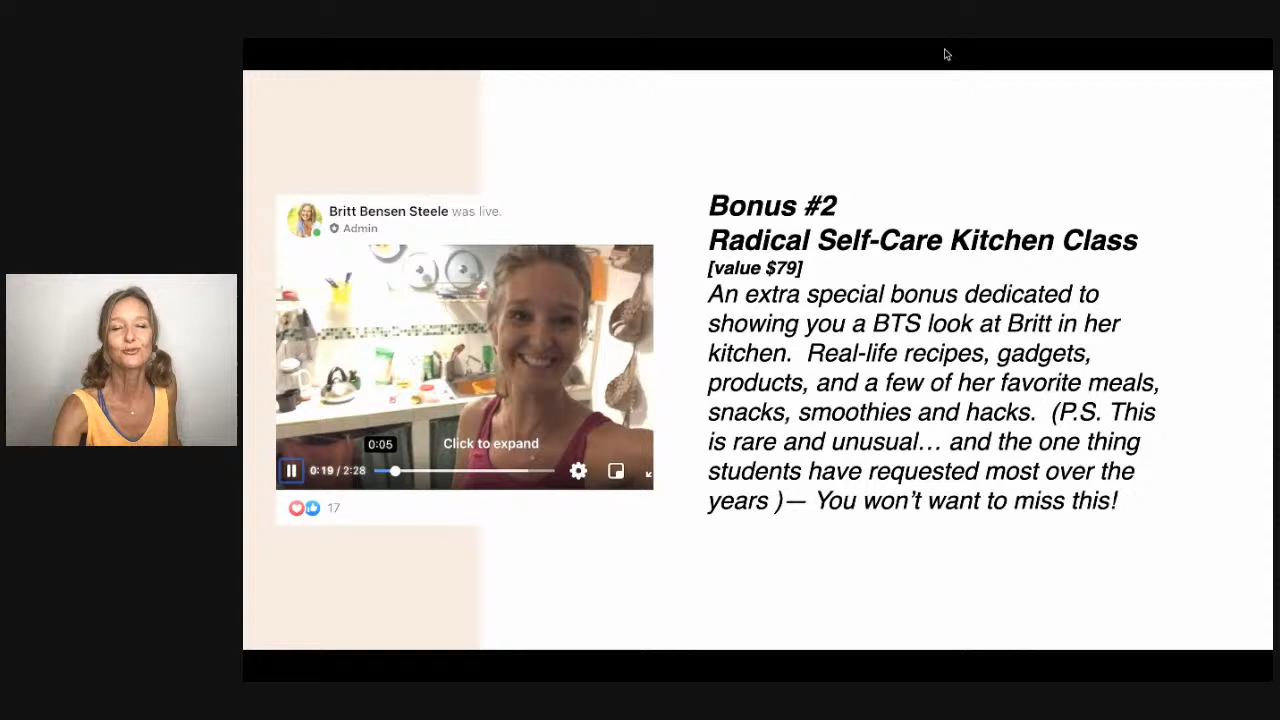 Britt Bensen Steele was live.
Admin
0:05
Click to expand
0:19 / 2:28
17
Bonus #2
Radical Self-Care Kitchen Class
[value $79]
An extra special bonus dedicated to
showing you a BTS look at Britt in her
kitchen.  Real-life recipes, gadgets,
products, and a few of her favorite meals,
snacks, smoothies and hacks.  (P.S. This
is rare and unusual… and the one thing
students have requested most over the
years )— You won’t want to miss this!